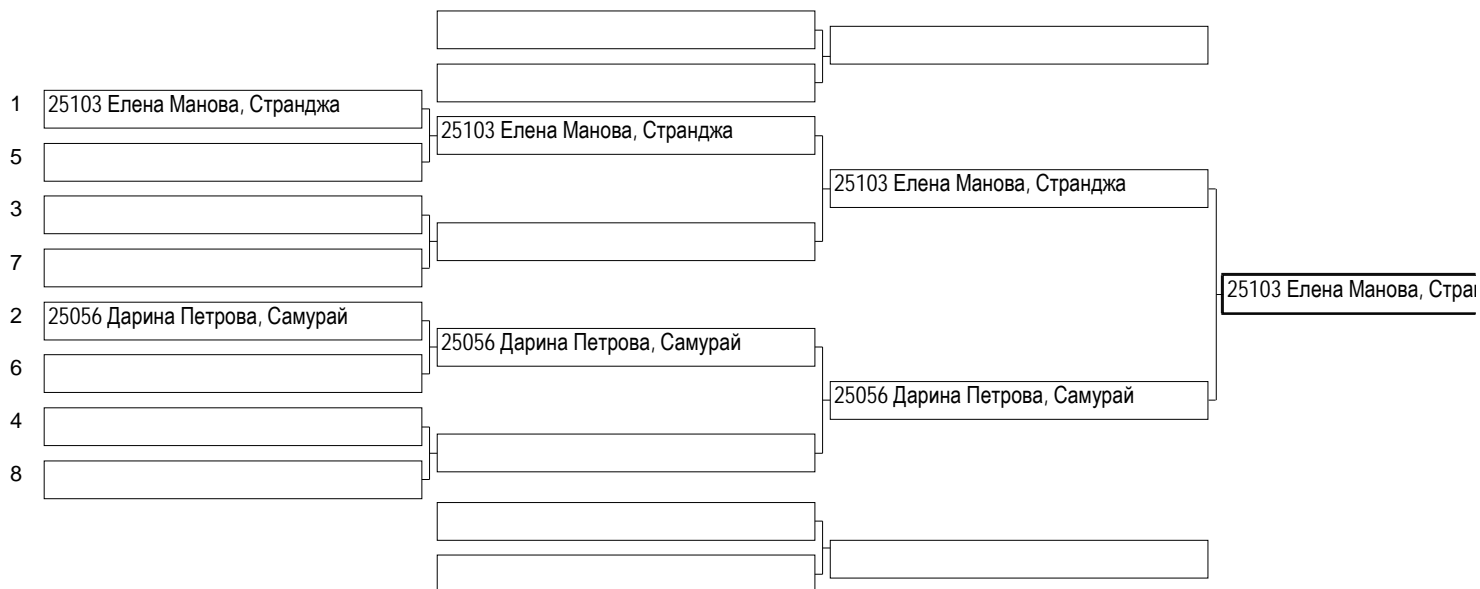 1 25103 Елена Манова, Странджа
25103 Елена Манова, Странджа
5
25103 Елена Манова, Странджа
3
7
25103 Елена Манова,
2 25056 Дарина Петрова, Самурай
25056 Дарина Петрова, Самурай
6
25056 Дарина Петрова, Самурай
4
8